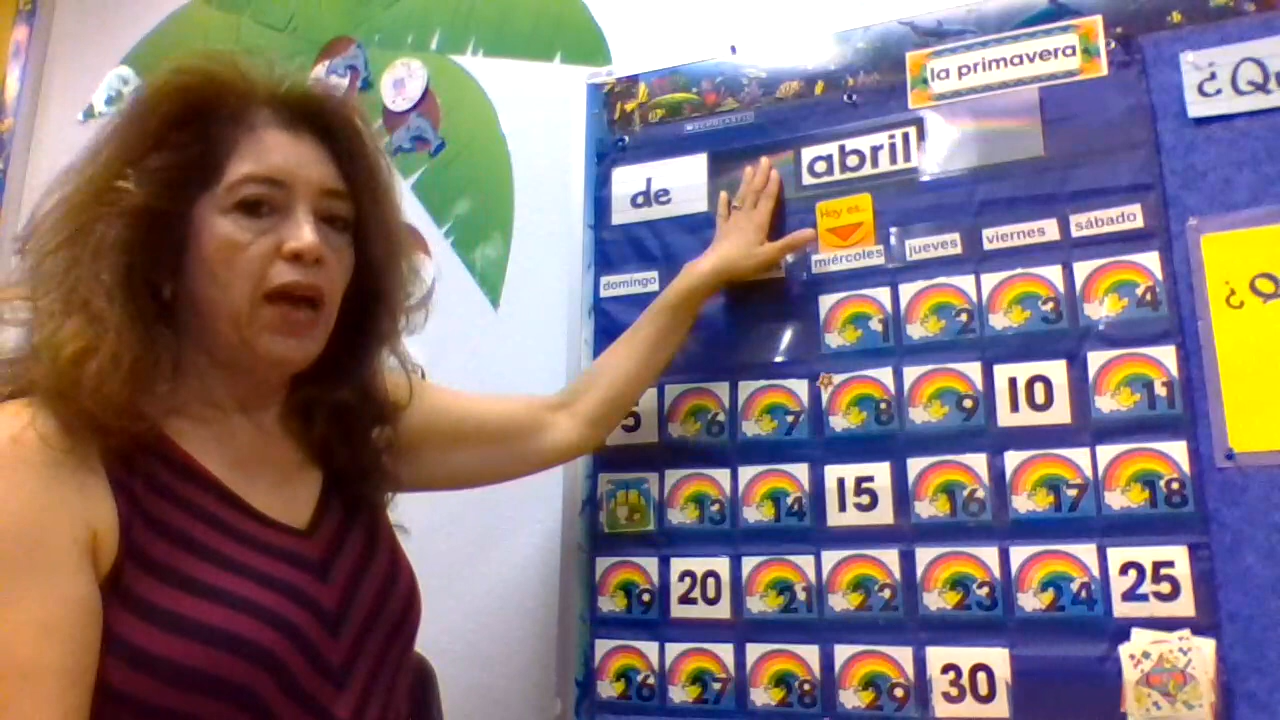 la primavera
¿Qu
SCHOLASTIC
de abril
Hoy es...
domingo miércoles jueves viernes sábado
¿Q
1 2 3 4
5 6 7 8 9 10 11
13 14 15 16 17 18
19 20 21 22 23 24 25
26 27 28 29 30